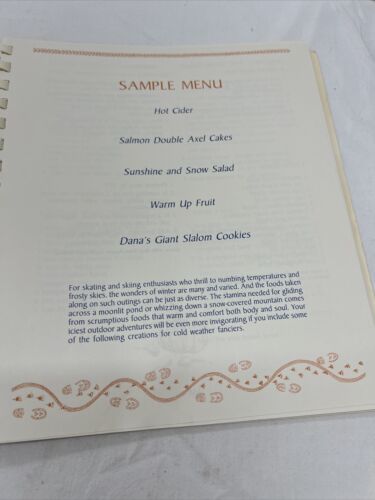 SAMPLE MENU
Hot Cider
Salmon Double Axel Cakes
Sunshine and Snow Salad
Warm Up Fruit
Dana's Giant Slalom Cookies
For skating and skiing enthusiasts who thrill to numbing temperatures and
frosty skies, the wonders of winter are many and varied. And the foods taken
along on such outings can be just as diverse. The stamina needed for gliding
across a moonlit pond or whizzing down a snow-covered mountain comes
from scrumptious foods that warm and comfort both body and soul. Your
iciest outdoor adventures will be even more invigorating if you include some
of the following creations for cold weather fanciers.